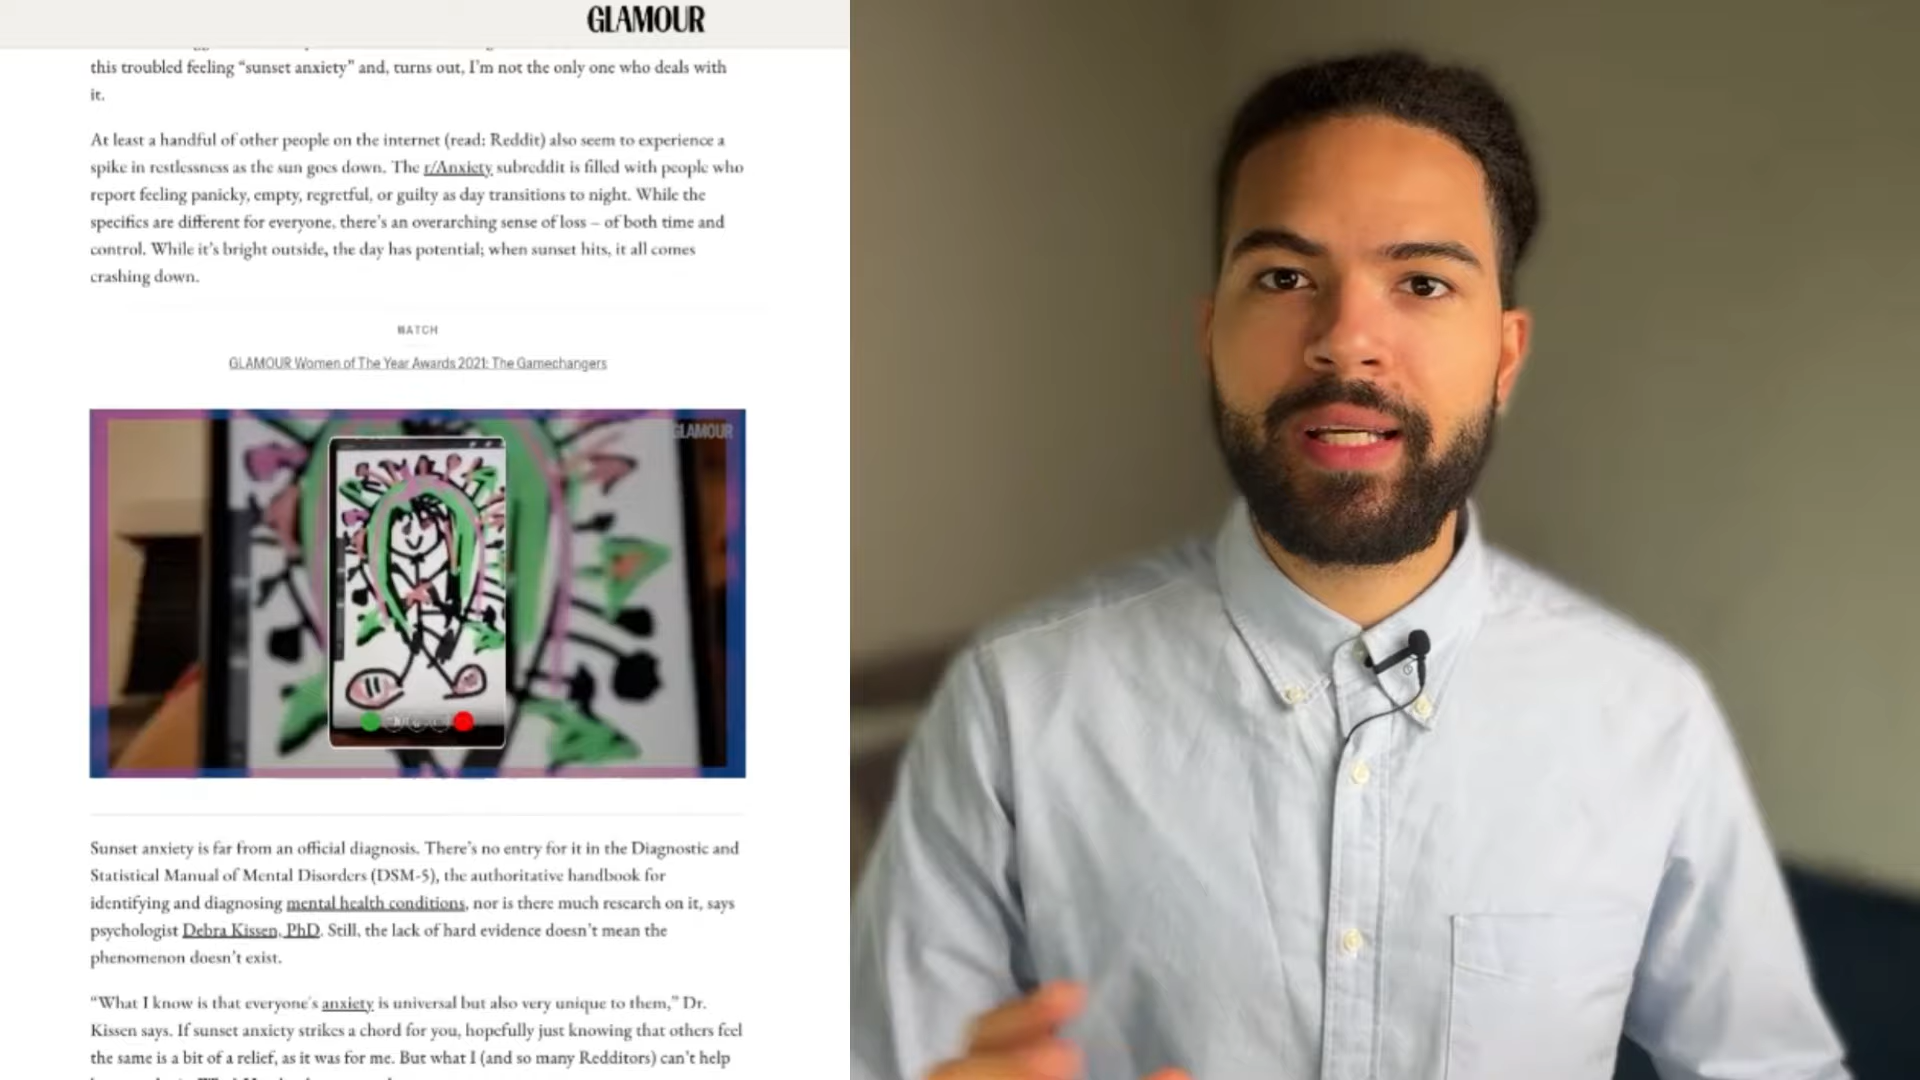 GLAMOUR
this troubled feeling “sunset anxiety” and, turns out, I’m not the only one who deals with
it.
At least a handful of other people on the internet (read: Reddit) also seem to experience a
spike in restlessness as the sun goes down. The r/Anxiety subreddit is filled with people who
report feeling panicky, empty, regretful, or guilty as day transitions to night. While the
specifics are different for everyone, there’s an overarching sense of loss – of both time and
control. While it’s bright outside, the day has potential; when sunset hits, it all comes
crashing down.
WATCH
GLAMOUR Women of The Year Awards 2021: The Gamechangers
GLAMOUR
Sunset anxiety is far from an official diagnosis. There’s no entry for it in the Diagnostic and
Statistical Manual of Mental Disorders (DSM-5), the authoritative handbook for
identifying and diagnosing mental health conditions, nor is there much research on it, says
psychologist Debra Kissen, PhD. Still, the lack of hard evidence doesn’t mean the
phenomenon doesn’t exist.
“What I know is that everyone’s anxiety is universal but also very unique to them,” Dr.
Kissen says. If sunset anxiety strikes a chord for you, hopefully just knowing that others feel
the same is a bit of a relief, as it was for me. But what I (and so many Redditors) can’t help